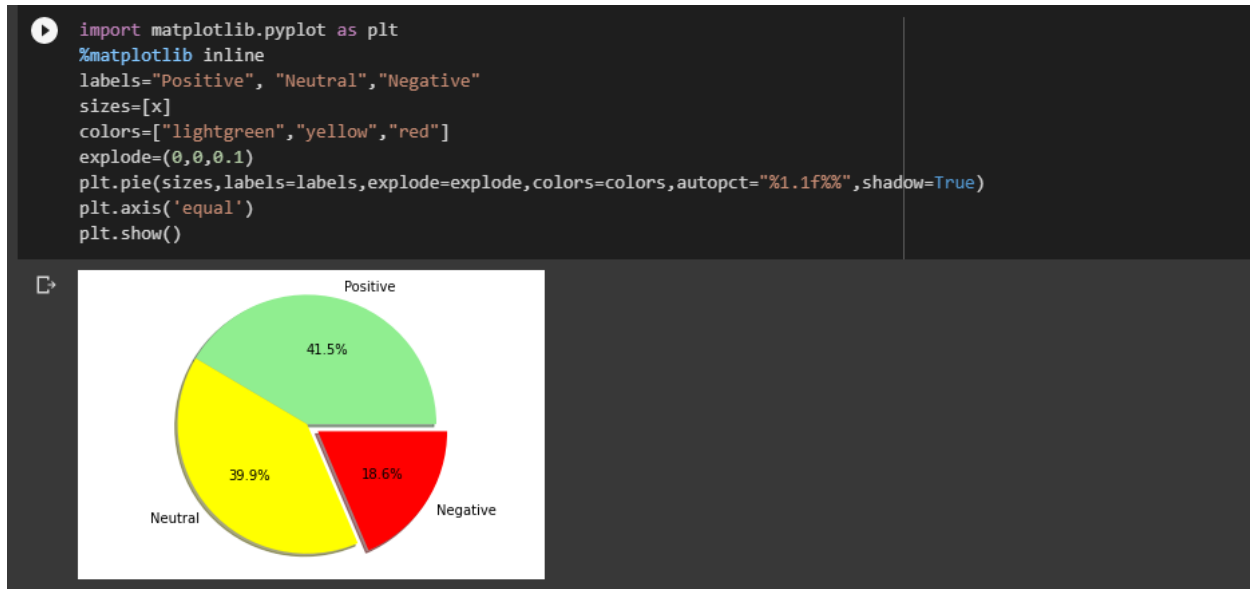 import matplotlib.pyplot as plt
%matplotlib inline
labels="Positive", "Neutral","Negative"
sizes=[x]
colors=["lightgreen","yellow","red"]
explode=(0,0,0.1)
plt.pie(sizes,labels=labels,explode=explode,colors=colors,autopct="%1.1f%%",shadow=True)
plt.axis('equal')
plt.show()
Positive
41.5%
39.9%
18.6%
Negative
Neutral